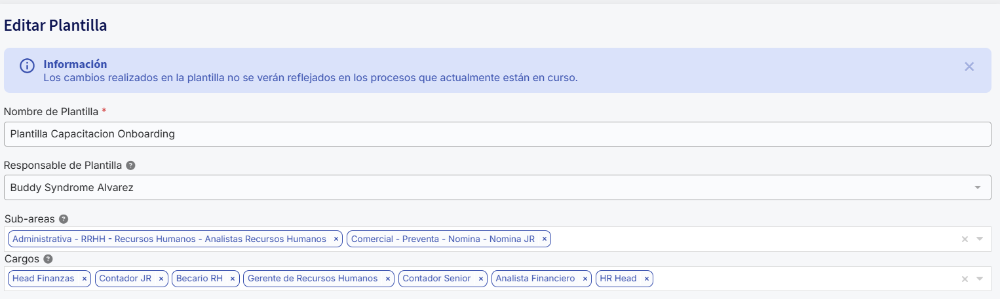 Editar Plantilla
Información
Los cambios realizados en la plantilla no se verán reflejados en los procesos que actualmente están en curso.
Nombre de Plantilla *
Plantilla Capacitacion Onboarding
Responsable de Plantilla ?
Buddy Syndrome Alvarez
Sub-areas ?
Administrativa - RRHH - Recursos Humanos - Analistas Recursos Humanos × Comercial - Preventa - Nomina - Nomina JR ×
Cargos ?
Head Finanzas × Contador JR × Becario RH × Gerente de Recursos Humanos × Contador Senior × Analista Financiero × HR Head ×